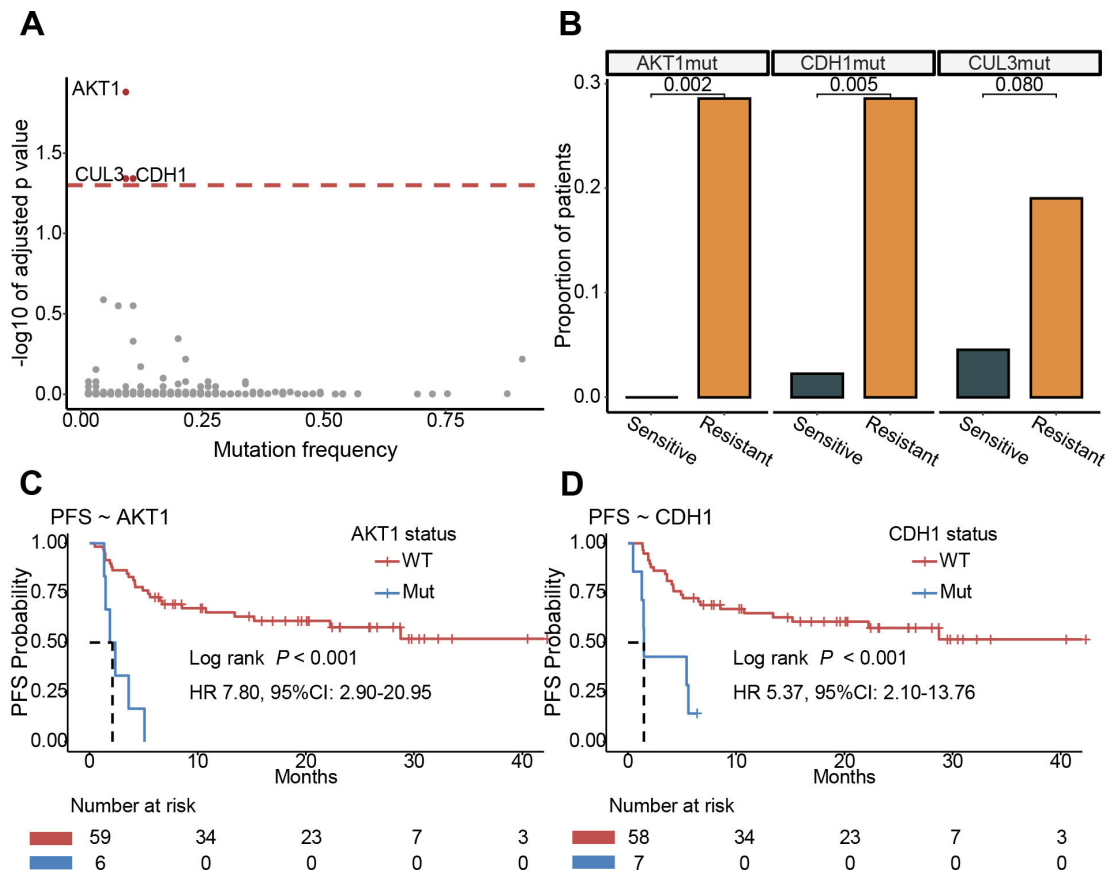 A
-log10 of adjusted p value
1.5
1.0
0.5
0.0
AKT1
CUL3 CDH1
0.00 0.25 0.50 0.75
Mutation frequency
B
Proportion of patients
0.3
0.2
0.1
0.0
AKT1mut CDH1mut CUL3mut
0.002 0.005 0.080
Sensitive Resistant Sensitive Resistant Sensitive Resistant
C
PFS ~ AKT1
AKT1 status
WT
Mut
PFS Probability
1.00
0.75
0.50
0.25
0.00
Log rank P < 0.001
HR 7.80, 95%CI: 2.90-20.95
0 10 20 30 40
Months
Number at risk
59 34 23 7 3
6 0 0 0 0
D
PFS ~ CDH1
CDH1 status
WT
Mut
PFS Probability
1.00
0.75
0.50
0.25
0.00
Log rank P < 0.001
HR 5.37, 95%CI: 2.10-13.76
0 10 20 30 40
Months
Number at risk
58 34 23 7 3
7 0 0 0 0